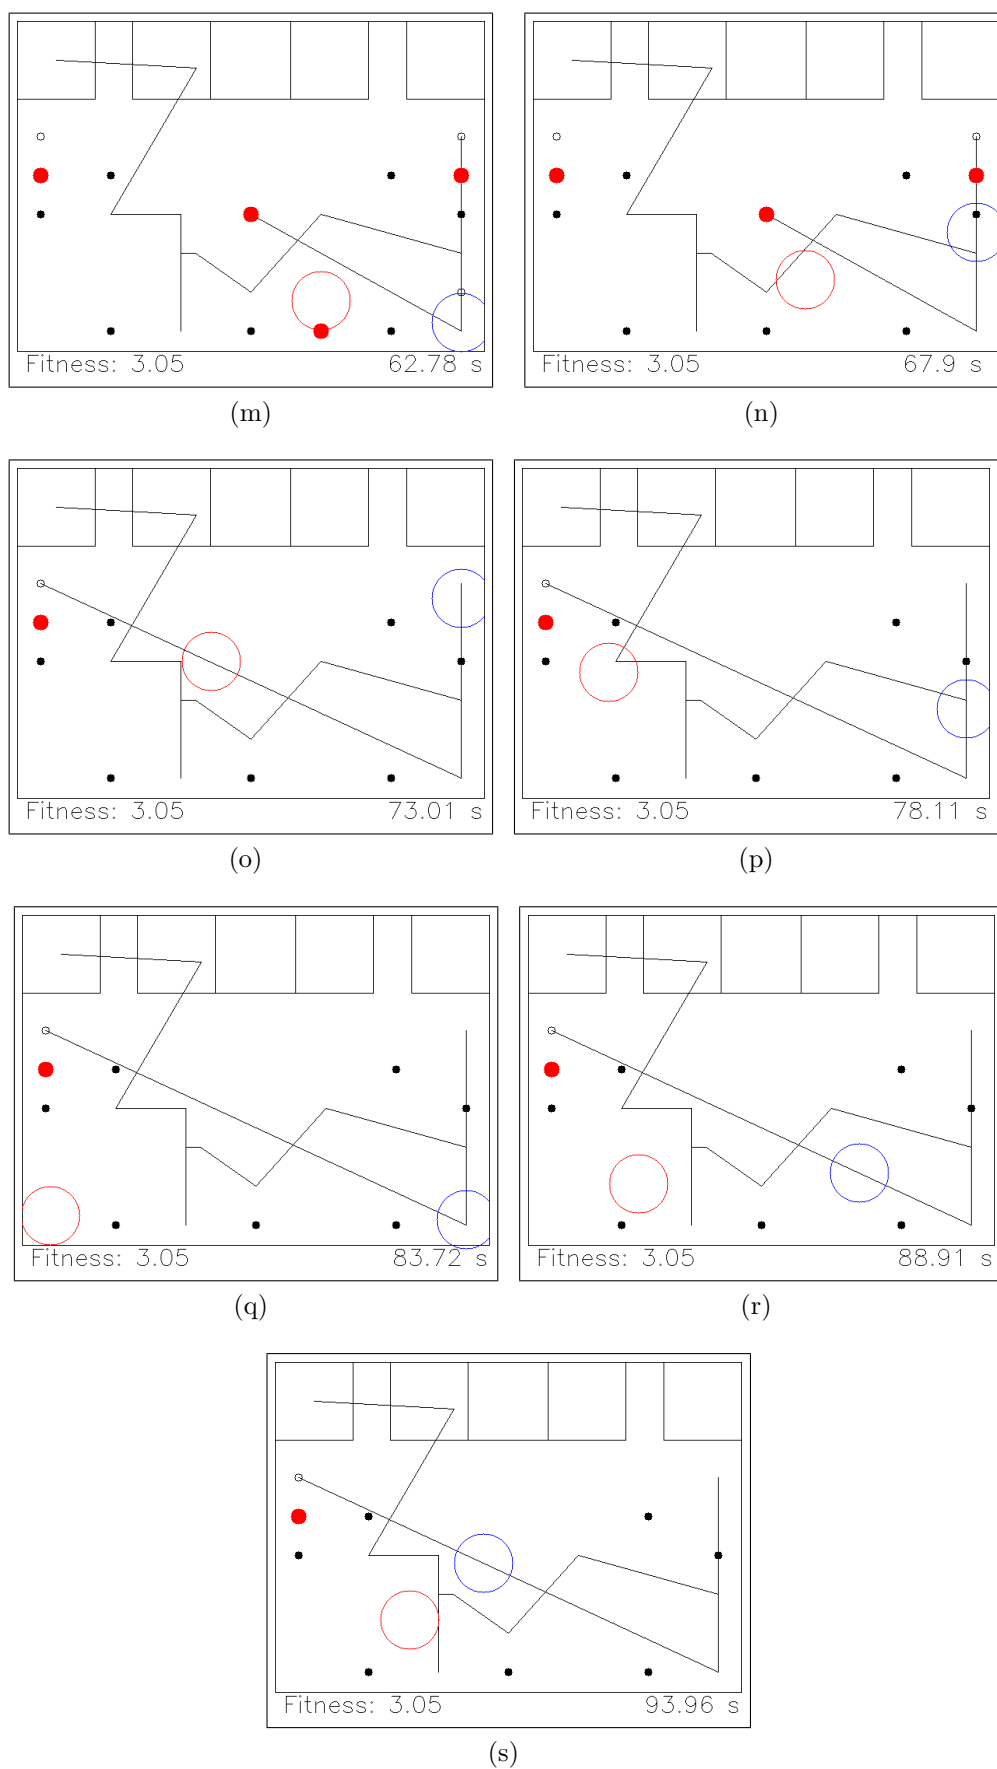 Fitness: 3.05 62.78 s
Fitness: 3.05 67.9 s
(m)
(n)
Fitness: 3.05 73.01 s
Fitness: 3.05 78.11 s
(o)
(p)
Fitness: 3.05 83.72 s
Fitness: 3.05 88.91 s
(q)
(r)
Fitness: 3.05 93.96 s
(s)